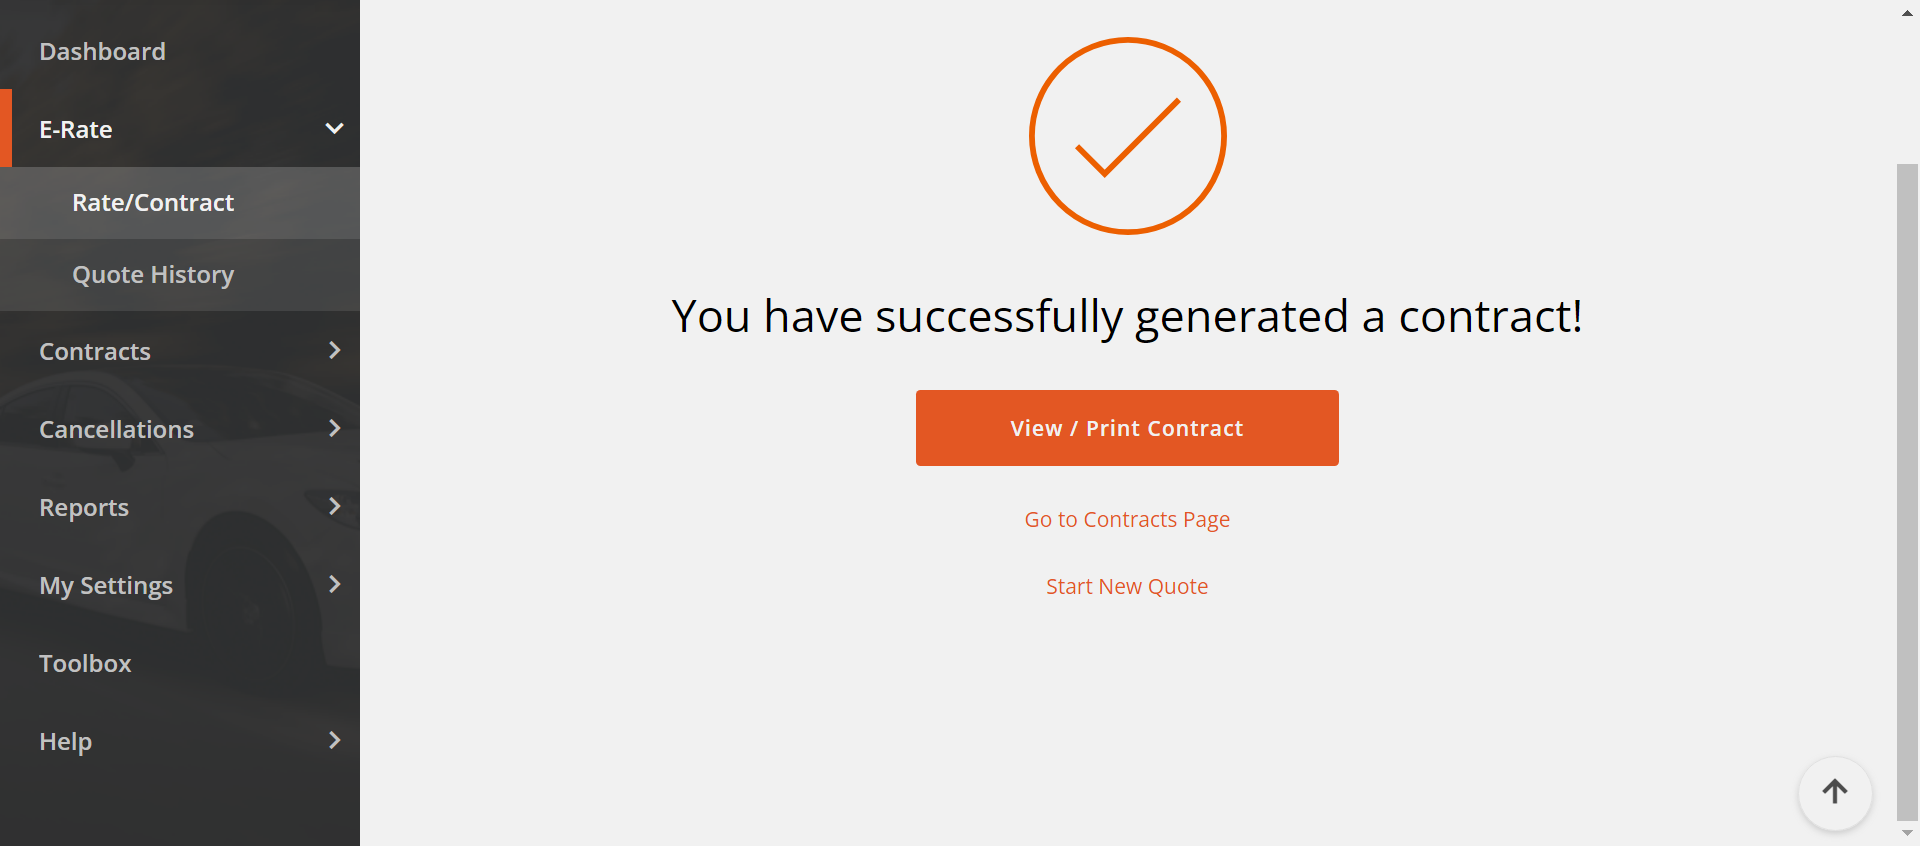 Dashboard
E-Rate
Rate/Contract
Quote History
Contracts
Cancellations
Reports
My Settings
Toolbox
Help
You have successfully generated a contract!
View / Print Contract
Go to Contracts Page
Start New Quote